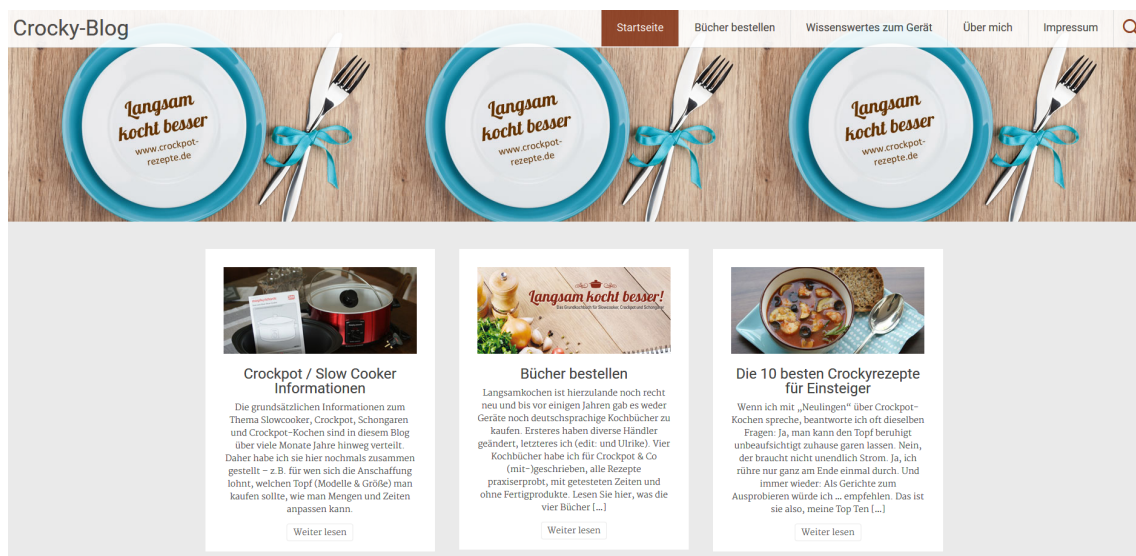 Crocky-Blog
Startseite
Bücher bestellen
Wissenswertes zum Gerät
Über mich
Impressum
Langsam
kocht besser
www.crockpot-
rezepte.de
Langsam
kocht besser
www.crockpot-
rezepte.de
Langsam
kocht besser
www.crockpot-
rezepte.de
Crockpot / Slow Cooker
Informationen
Die grundsätzlichen Informationen zum
Thema Slowcooker, Crockpot, Schongaren
und Crockpot-Kochen sind in diesem Blog
über viele Monate Jahre hinweg verteilt.
Daher habe ich sie hier nochmals zusammen
gestellt – z.B. für wen sich die Anschaffung
lohnt, welchen Topf (Modelle & Größe) man
kaufen sollte, wie man Mengen und Zeiten
anpassen kann.
Weiter lesen
Langsam kocht besser!
Das Grundkochbuch für Slowcooker, Crockpot und Schongarer
Bücher bestellen
Langsamkochen ist hierzulande noch recht
neu und bis vor einigen Jahren gab es weder
Geräte noch deutschsprachige Kochbücher zu
kaufen. Ersteres haben diverse Händler
geändert, letzteres ich (edit: und Ulrike). Vier
Kochbücher habe ich für Crockpot & Co
(mit-)geschrieben, alle Rezepte
praxiserprobt, mit getesteten Zeiten und
ohne Fertigprodukte. Lesen Sie hier, was die
vier Bücher [...]
Weiter lesen
Die 10 besten Crockyrezepte
für Einsteiger
Wenn ich mit „Neulingen“ über Crockpot-
Kochen spreche, beantworte ich oft dieselben
Fragen: Ja, man kann den Topf beruhigt
unbeaufsichtigt zuhause garen lassen. Nein,
der braucht nicht unendlich Strom. Ja, ich
rühre nur ganz am Ende einmal durch. Und
immer wieder: Als Gerichte zum
Ausprobieren würde ich … empfehlen. Das ist
sie also, meine Top Ten [...]
Weiter lesen